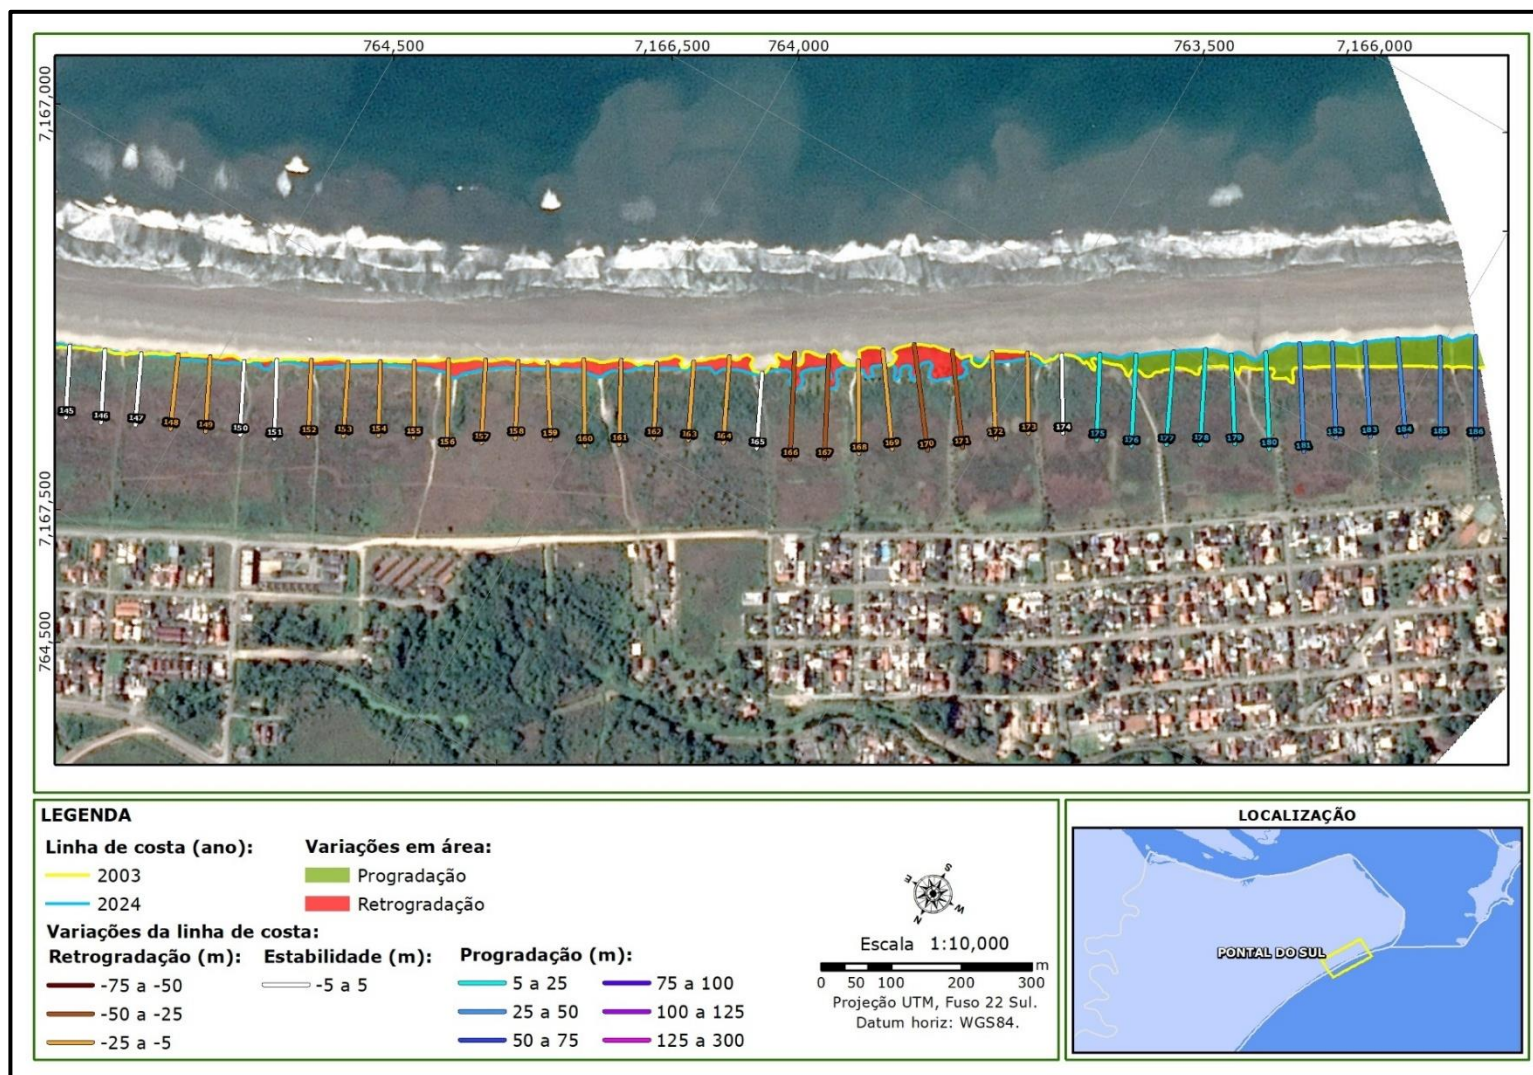 764,500 7,166,500 764,000 763,500 7,166,000
7,167,000
7,167,500
764,500
145 146 147 148 149 150 151 152 153 154 155 156 157 158 159 160 161 162 163 164 165 166 167 168 169 170 171 172 173 174 175 176 177 178 179 180 181 182 183 184 185 186
LEGENDA
Linha de costa (ano):
2003
2024
Variações em área:
Progradação
Retrogradação
Variações da linha de costa:
Retrogradação (m):
-75 a -50
-50 a -25
-25 a -5
Estabilidade (m):
-5 a 5
Progradação (m):
5 a 25
25 a 50
50 a 75
75 a 100
100 a 125
125 a 300
S
E
W
N
Escala 1:10,000
m
0 50 100 200 300
Projeção UTM, Fuso 22 Sul.
Datum horiz: WGS84.
LOCALIZAÇÃO
PONTAL DO SUL